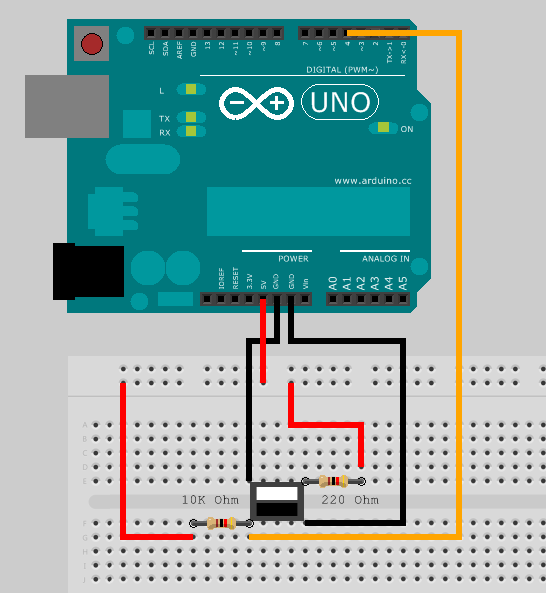 SCL SDA AREF GND 13 12 ~11 ~10 ~9 8 7 ~6 ~5 4 ~3 2 TX->1 RX<-0
DIGITAL (PWM~)
L
UNO
TX
RX
ON
www.arduino.cc
POWER ANALOG IN
IOREF RESET 3.3V 5V GND GND Vin A0 A1 A2 A3 A4 A5
A
B
C
D
E
10K Ohm 220 Ohm
F
G
H
I
J